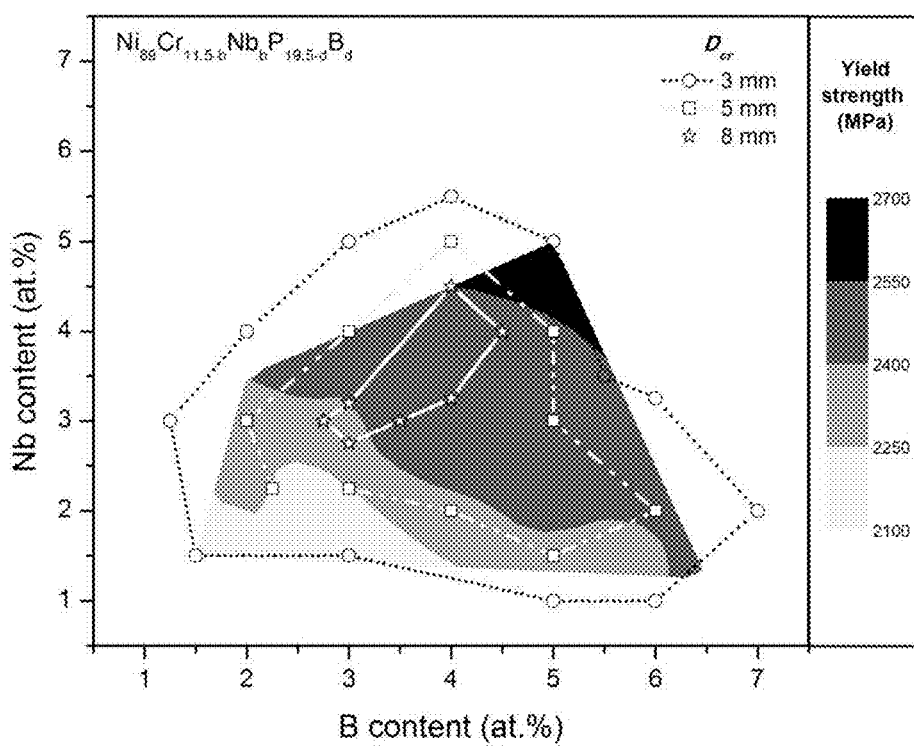 Ni69Cr11.5-bNbbP19.5-dBd
Dcr
3 mm
5 mm
8 mm
Yield
strength
(MPa)
2700
2550
2400
2250
2100
7
6
5
4
3
2
1
Nb content (at.%)
1 2 3 4 5 6 7
B content (at.%)